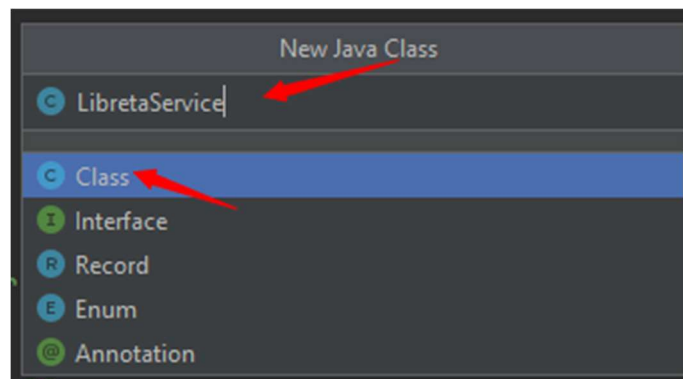 New Java Class
C LibretaService
C Class
I Interface
R Record
E Enum
@ Annotation